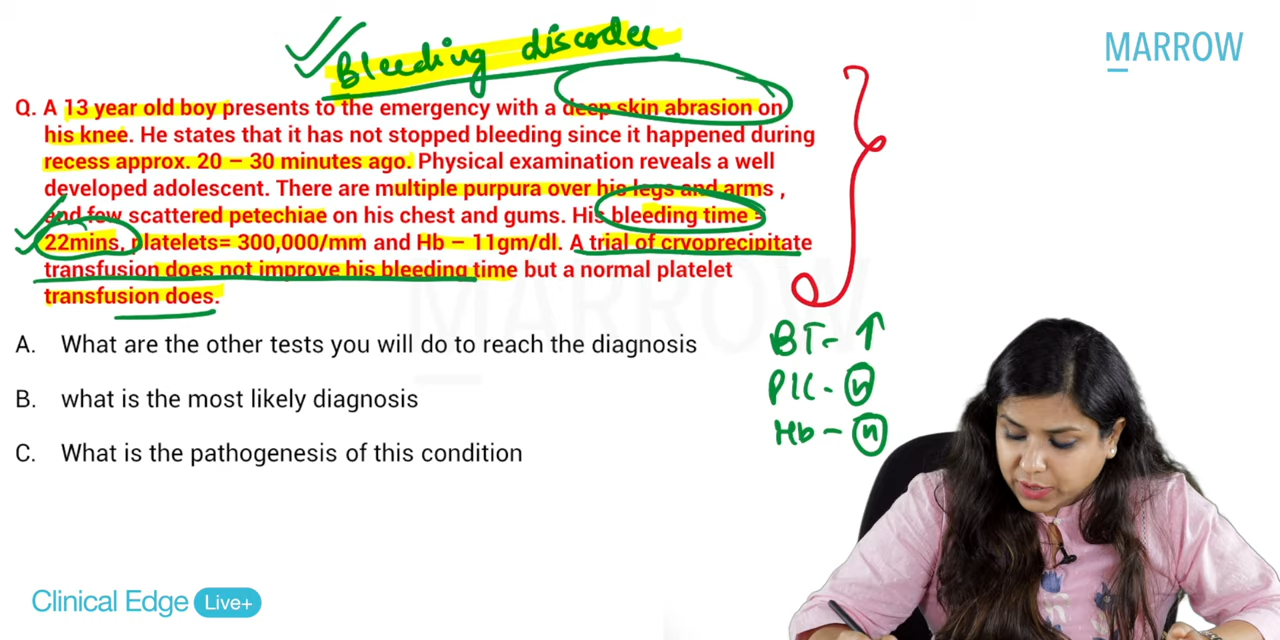 Bleeding discodee
MARROW
Q. A 13 year old boy presents to the emergency with a deep skin abrasion on
his knee. He states that it has not stopped bleeding since it happened during
recess approx. 20 – 30 minutes ago. Physical examination reveals a well
developed adolescent. There are multiple purpura over his legs and arms ,
and few scattered petechiae on his chest and gums. His bleeding time =
22mins, platelets= 300,000/mm and Hb – 11gm/dl. A trial of cryoprecipitate
transfusion does not improve his bleeding time but a normal platelet
transfusion does.
MARROW
BT- ↑
A. What are the other tests you will do to reach the diagnosis
PLC - n
B. what is the most likely diagnosis
Hb - n
C. What is the pathogenesis of this condition
Clinical Edge Live+